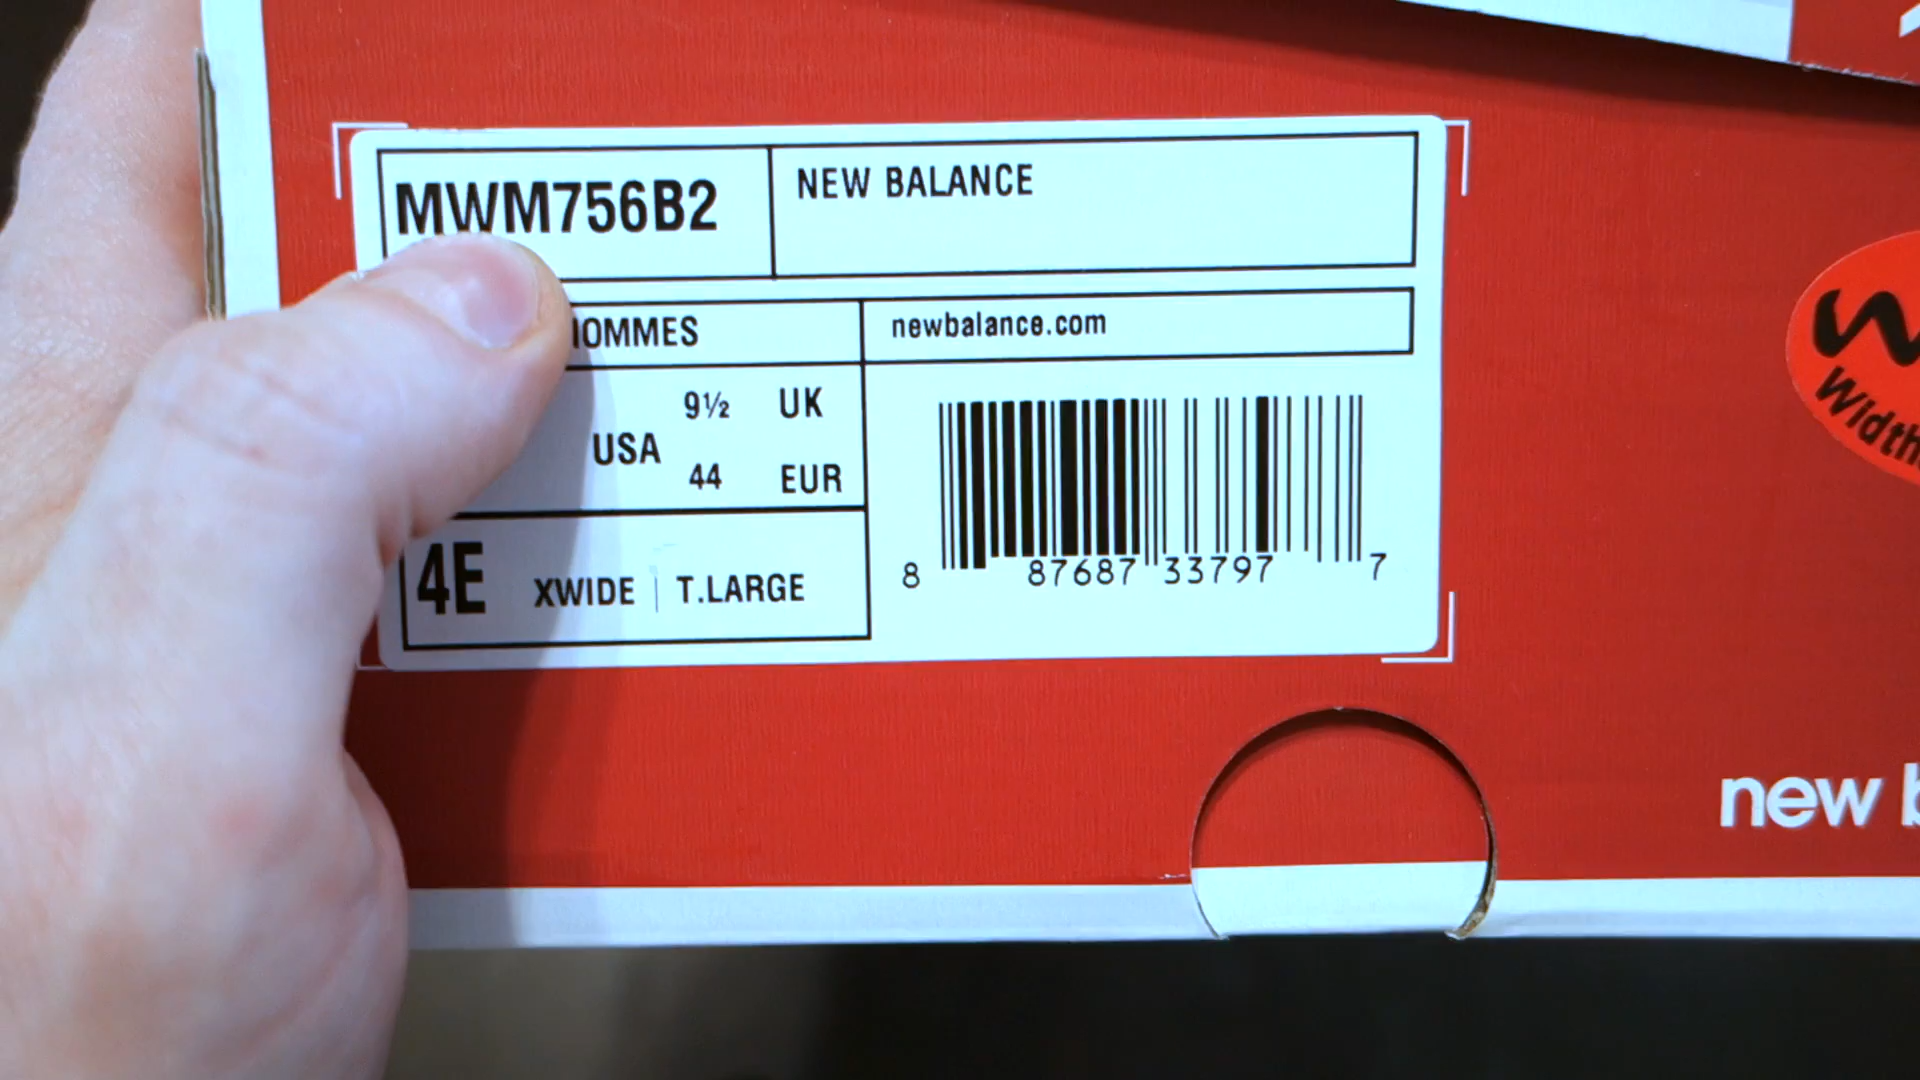 MWM756B2
NEW BALANCE
HOMMES
newbalance.com
9½ UK
USA
44 EUR
4E XWIDE | T.LARGE
8 87687 33797 7
Width
new